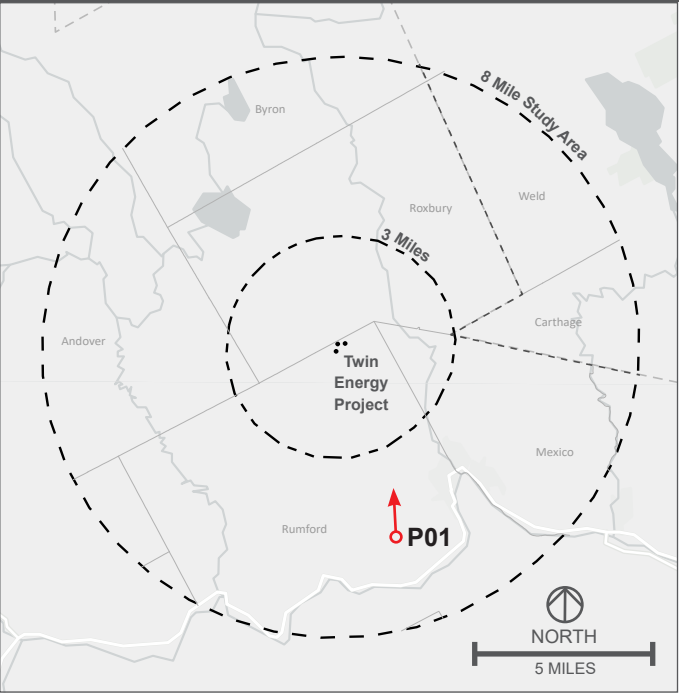 8 Mile Study Area
Byron
Weld
Roxbury
3 Miles
Carthage
Andover
Twin
Energy
Project
Mexico
Rumford
P01
NORTH
5 MILES